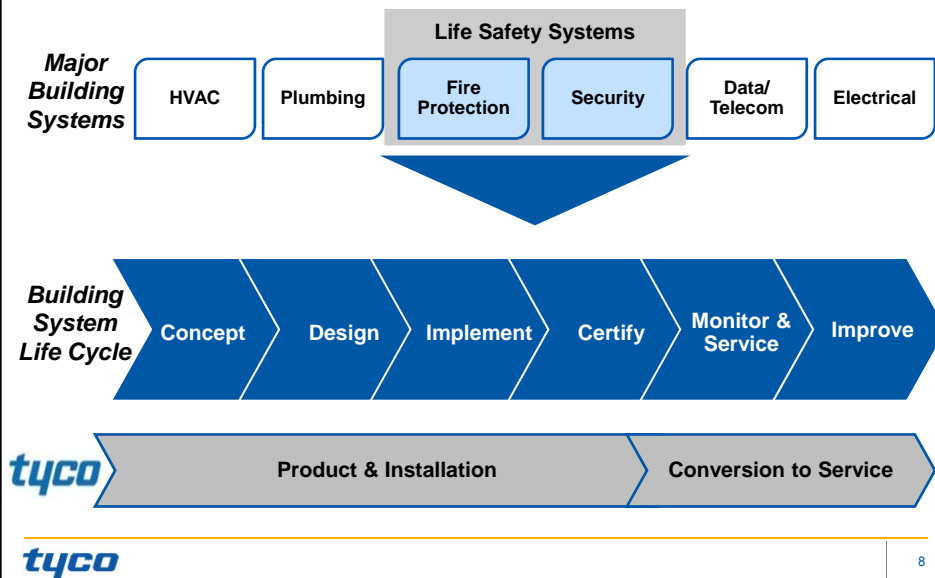 Life Safety Systems
Major
Building
Systems
HVAC
Plumbing
Fire
Protection
Security
Data/
Telecom
Electrical
Building
System
Life Cycle
Concept
Design
Implement
Certify
Monitor &
Service
Improve
tyco
Product & Installation
Conversion to Service
tyco
8